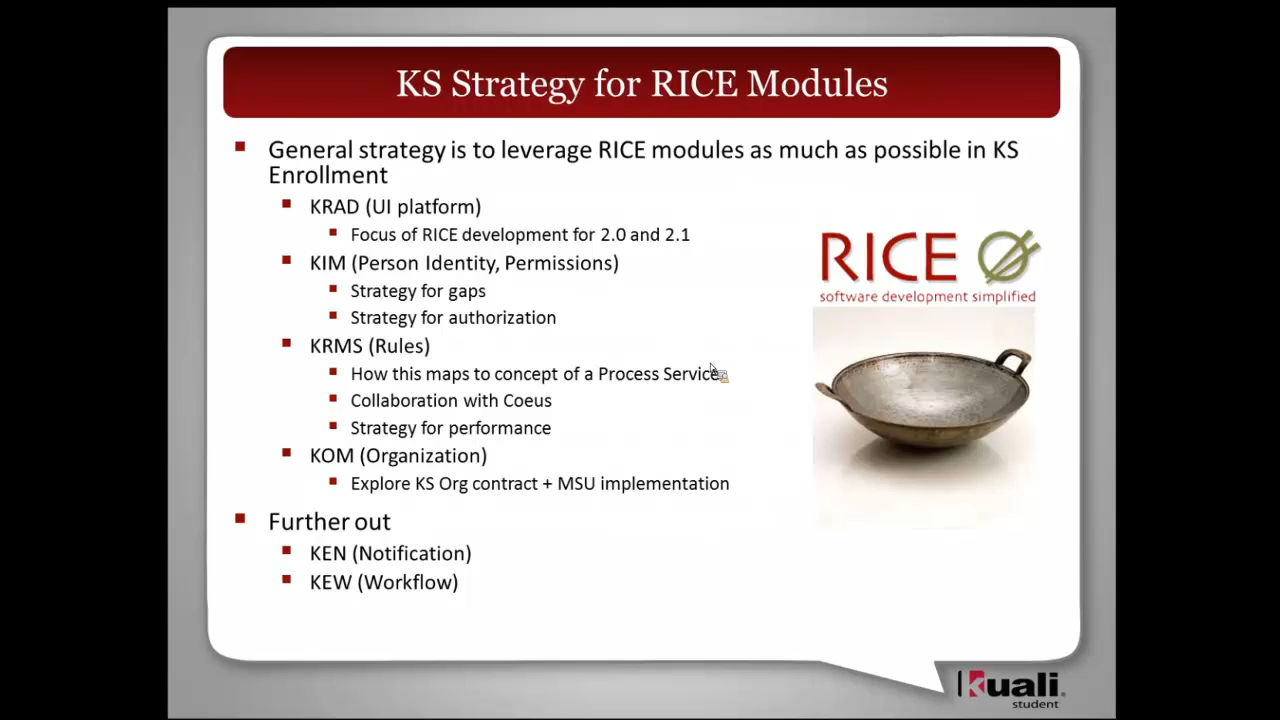 KS Strategy for RICE Modules
General strategy is to leverage RICE modules as much as possible in KS
Enrollment
KRAD (UI platform)
Focus of RICE development for 2.0 and 2.1
KIM (Person Identity, Permissions)
Strategy for gaps
Strategy for authorization
KRMS (Rules)
How this maps to concept of a Process Service
Collaboration with Coeus
Strategy for performance
KOM (Organization)
Explore KS Org contract + MSU implementation
Further out
KEN (Notification)
KEW (Workflow)
RICE
software development simplified
Kuali
student